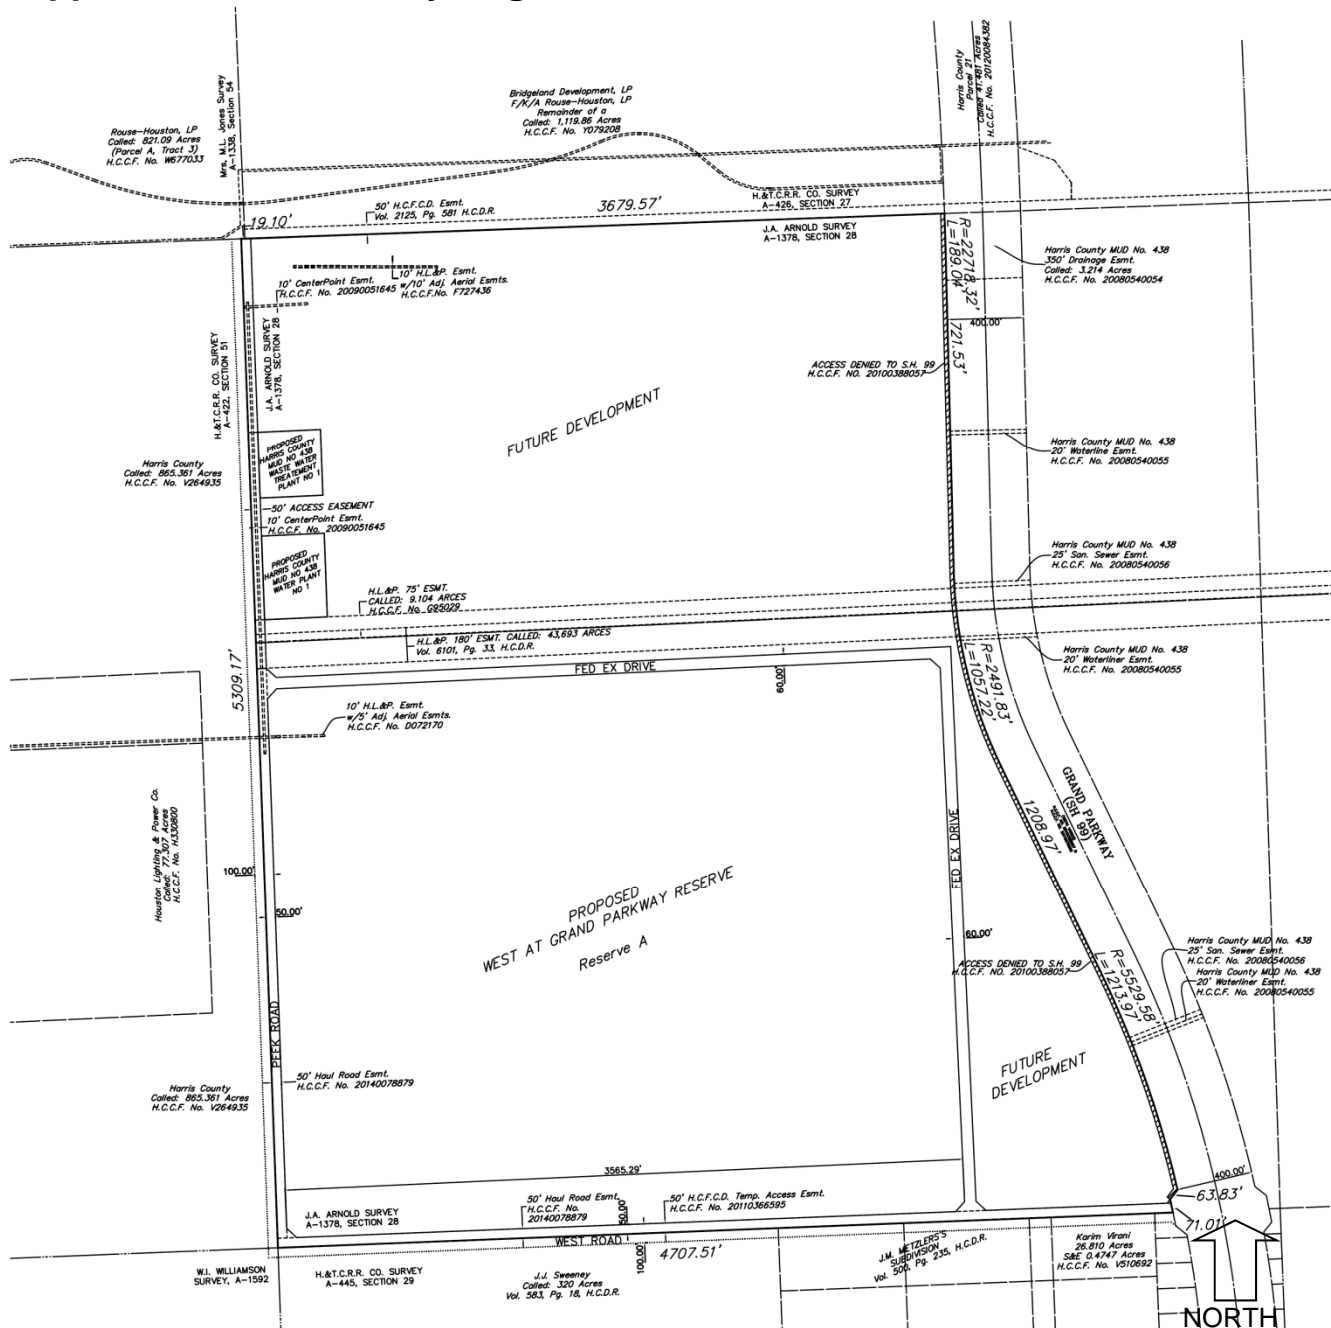 Harris County
Parcel 21
Called 41.481 Acres
H.C.C.F. No. 20120084382
Mrs. M.L. Jones Survey
A-1338, Section 54
Bridgeland Development, LP
F/K/A Rouse-Houston, LP
Remainder of a
Called: 1,119.86 Acres
H.C.C.F. No. Y079208
Rouse-Houston, LP
Called: 821.09 Acres
(Parcel A, Tract 3)
H.C.C.F. No. W677033
19.10'
50' H.C.F.C.D. Esmt.
Vol. 2125, Pg. 581 H.C.D.R.
3679.57'
H.&T.C.R.R. CO. SURVEY
A-426, SECTION 27
J.A. ARNOLD SURVEY
A-1378, SECTION 28
R=22718.32'
L=189.04'
Harris County MUD No. 438
350' Drainage Esmt.
Called: 3.214 Acres
H.C.C.F. No. 20080540054
10' CenterPoint Esmt.
H.C.C.F. No. 20090051645
10' H.L.&P. Esmt.
w/10' Adj. Aerial Esmts.
H.C.C.F.No. F727436
400.00'
721.53'
H.&T.C.R.R. CO. SURVEY
A-422, SECTION 51
J.A. ARNOLD SURVEY
A-1378, SECTION 28
ACCESS DENIED TO S.H. 99
H.C.C.F. NO. 20100388057
FUTURE DEVELOPMENT
PROPOSED
HARRIS COUNTY
MUD NO 438
WASTE WATER
TREATEMENT
PLANT NO 1
Harris County MUD No. 438
20' Waterline Esmt.
H.C.C.F. No. 20080540055
Harris County
Called: 865.361 Acres
H.C.C.F. No. V264935
50' ACCESS EASEMENT
10' CenterPoint Esmt.
H.C.C.F. No. 20090051645
PROPOSED
HARRIS COUNTY
MUD NO 438
WATER PLANT
NO 1
Harris County MUD No. 438
25' San. Sewer Esmt.
H.C.C.F. No. 20080540056
H.L.&P. 75' ESMT.
CALLED: 9.104 ARCES
H.C.C.F. No. G95029
H.L.&P. 180' ESMT. CALLED: 43,693 ARCES
Vol. 6101, Pg. 33, H.C.D.R.
Harris County MUD No. 438
20' Waterliner Esmt.
H.C.C.F. No. 20080540055
FED EX DRIVE
60.00'
R=2491.83'
L=1057.22'
5309.17'
10' H.L.&P. Esmt.
w/5' Adj. Aerial Esmts.
H.C.C.F. No. D072170
GRAND PARKWAY
(SH 99)
1208.97'
Houston Lighting & Power Co.
Called: 77.307 Acres
H.C.C.F. No. H330800
FED EX DRIVE
100.00'
50.00'
PROPOSED
WEST AT GRAND PARKWAY RESERVE
Reserve A
60.00'
ACCESS DENIED TO S.H. 99
H.C.C.F. NO. 20100388057
R=5529.58'
L=1213.97'
Harris County MUD No. 438
25' San. Sewer Esmt.
H.C.C.F. No. 20080540056
Harris County MUD No. 438
20' Waterliner Esmt.
H.C.C.F. No. 20080540055
PEEK ROAD
50' Haul Road Esmt.
H.C.C.F. No. 20140078879
Harris County
Called: 865.361 Acres
H.C.C.F. No. V264935
FUTURE
DEVELOPMENT
3565.29'
400.00'
63.83'
71.01'
J.A. ARNOLD SURVEY
A-1378, SECTION 28
50' Haul Road Esmt.
H.C.C.F. No.
20140078879
50.00'
50' H.C.F.C.D. Temp. Access Esmt.
H.C.C.F. No. 20110366595
WEST ROAD
100.00'
4707.51'
W.I. WILLIAMSON
SURVEY, A-1592
H.&T.C.R.R. CO. SURVEY
A-445, SECTION 29
J.J. Sweeney
Called: 320 Acres
Vol. 583, Pg. 18, H.C.D.R.
J.M. METZLERS'S
SUBDIVISION
Vol. 500, Pg. 235, H.C.D.R.
Karim Virani
26.810 Acres
S&E 0.4747 Acres
H.C.C.F. No. V510692
NORTH